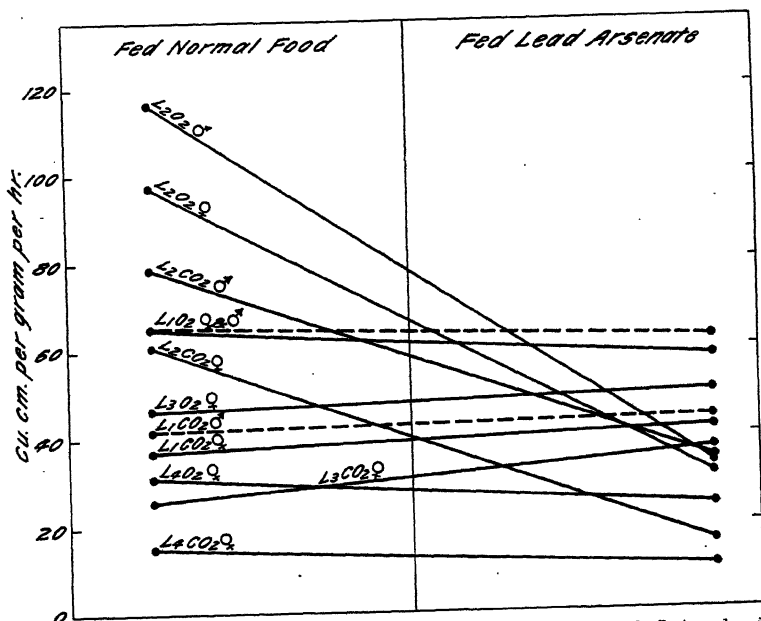 Fed Normal Food
Fed Lead Arsenate
Cu. cm. per gram per hr.
120
100
80
60
40
20
0
L2O2♂
L2O2♀
L2CO2♂
L1O2♀&♂
L2CO2♀
L3O2♀
L1CO2♂
L1CO2♀
L4O2♀
L3CO2♀
L4CO2♀